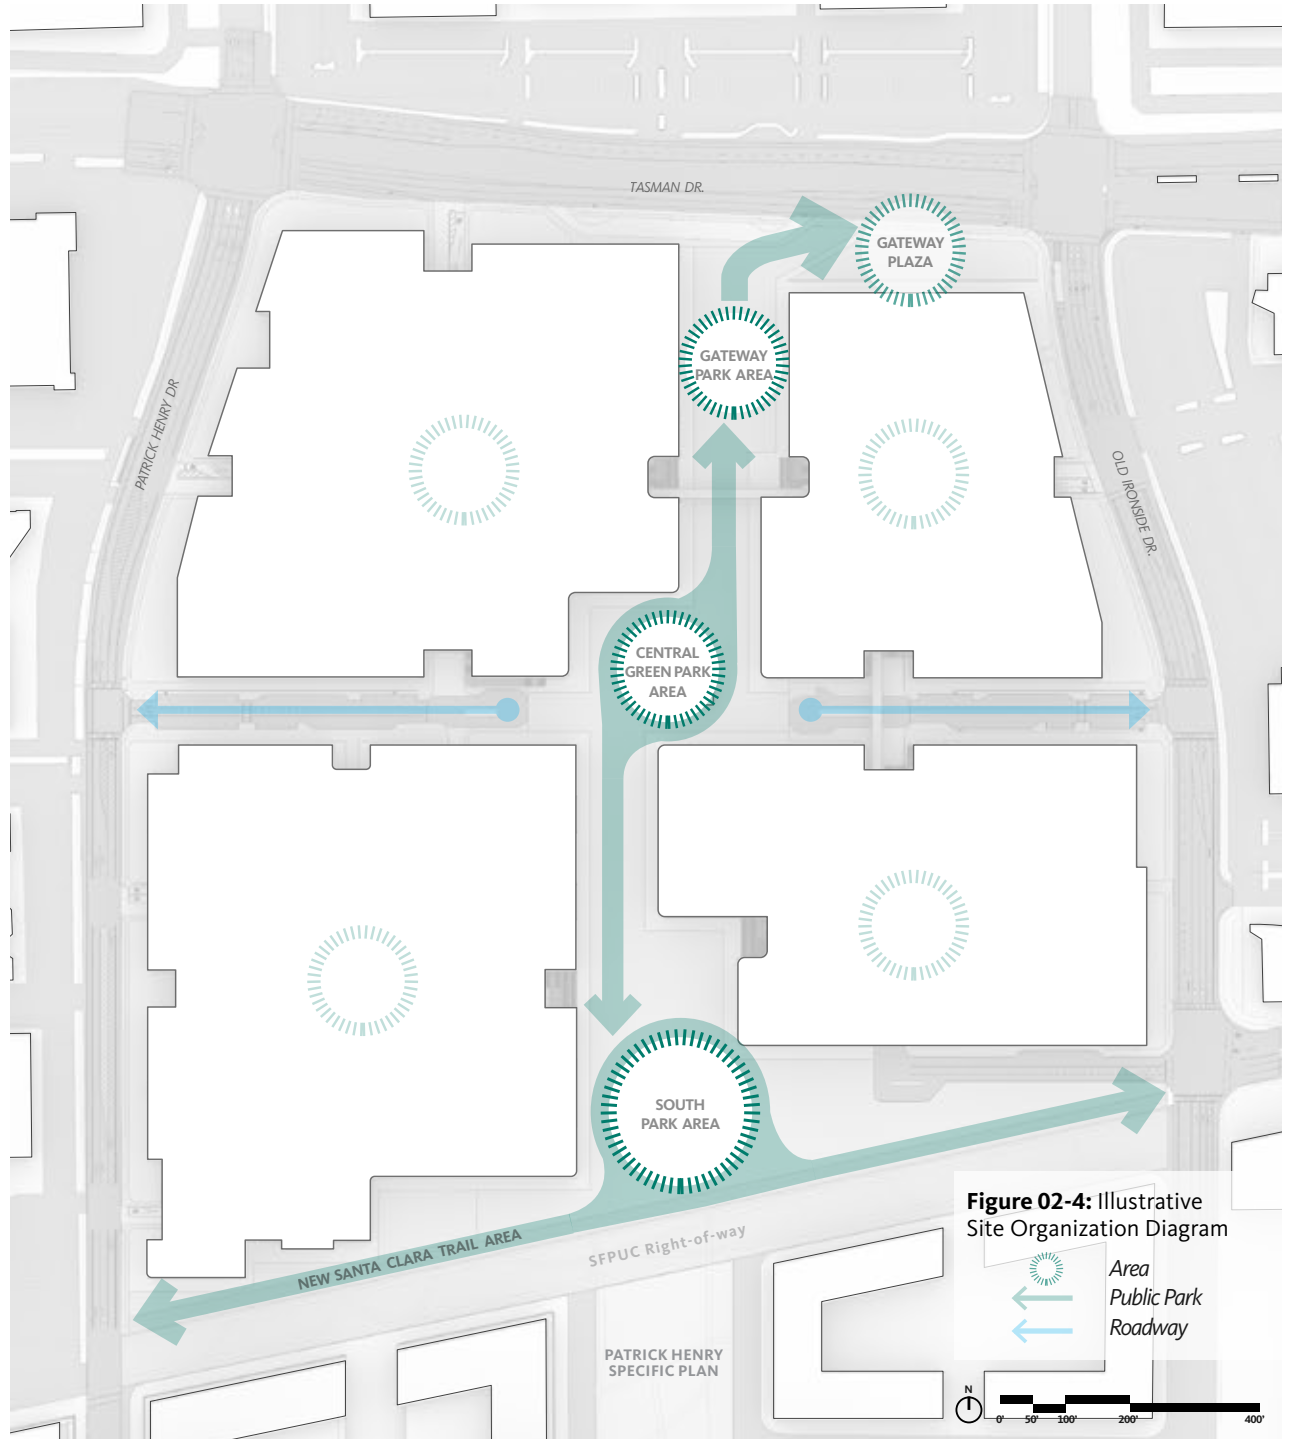 TASMAN DR.
GATEWAY
PLAZA
GATEWAY
PARK AREA
PATRICK HENRY DR
OLD IRONSIDE DR.
CENTRAL
GREEN PARK
AREA
SOUTH
PARK AREA
NEW SANTA CLARA TRAIL AREA
SFPUC Right-of-way
PATRICK HENRY
SPECIFIC PLAN
Figure 02-4: Illustrative
Site Organization Diagram
Area
Public Park
Roadway
N
0' 50' 100' 200' 400'